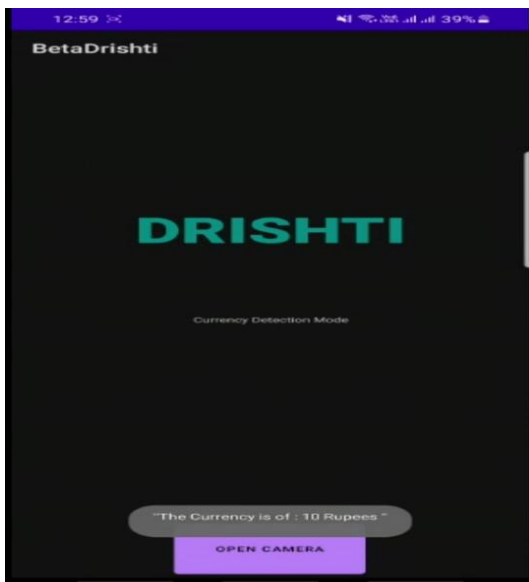 12:59 39%
BetaDrishti
DRISHTI
Currency Detection Mode
"The Currency is of : 10 Rupees "
OPEN CAMERA